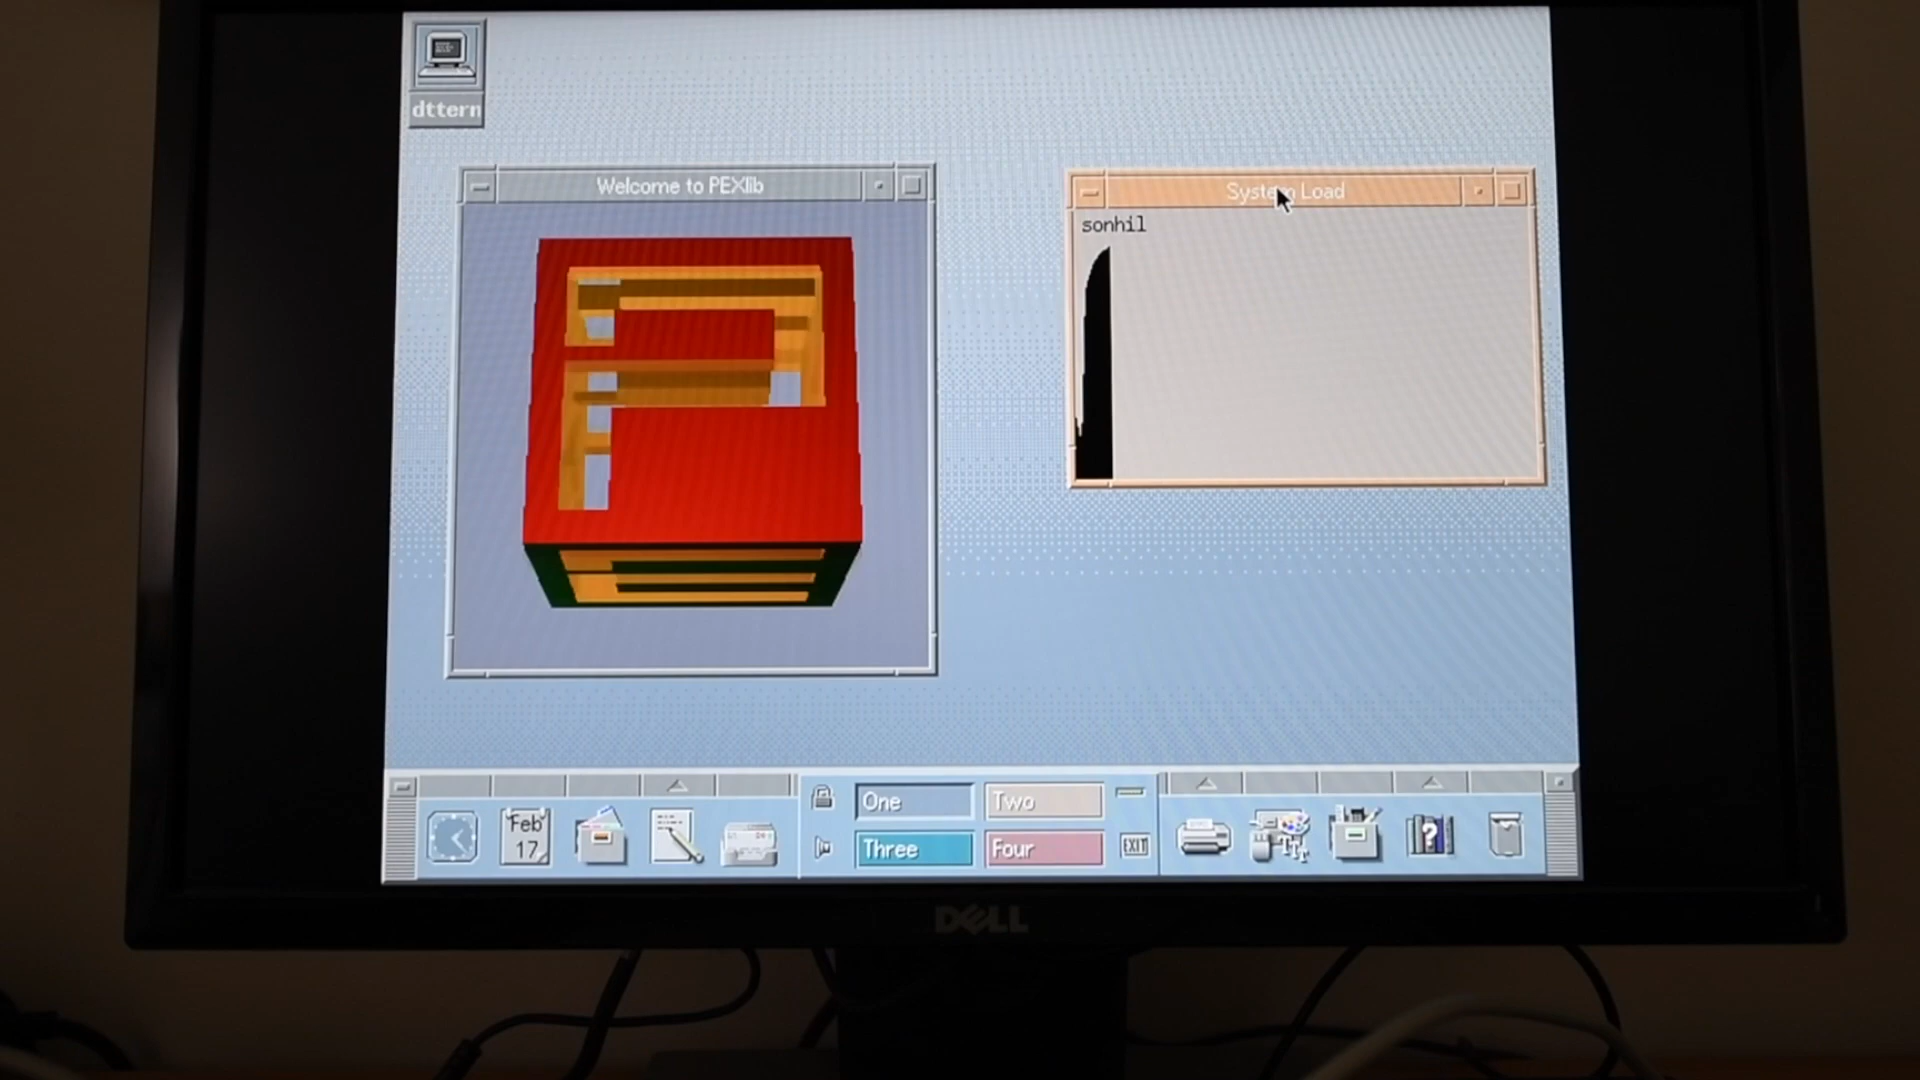 dtterm
Welcome to PEXlib
System Load
sonhil
Feb
17
One
Two
Three
Four
EXIT
?
DELL